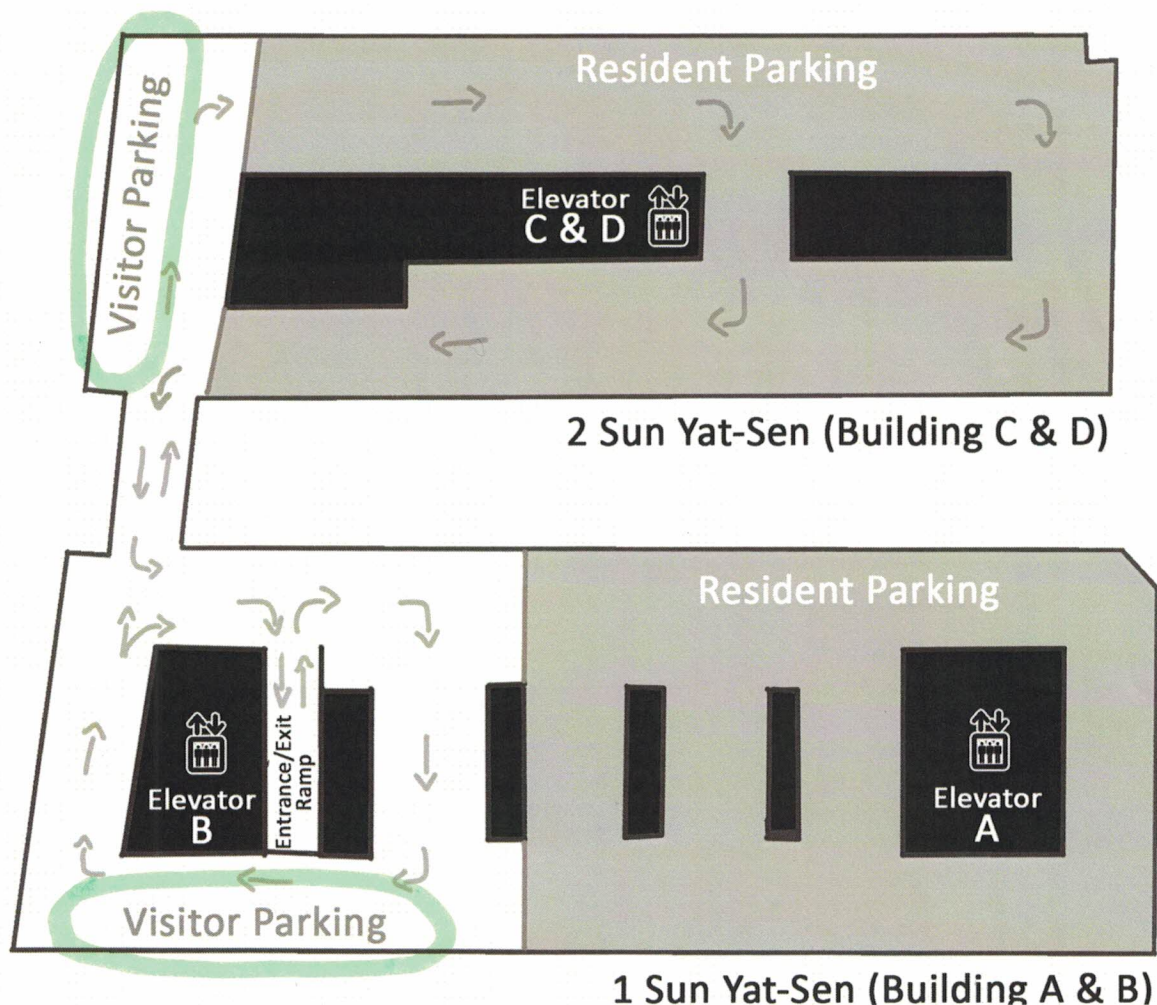 Resident Parking
Visitor Parking
Elevator
C & D
2 Sun Yat-Sen (Building C & D)
Resident Parking
Entrance/Exit
Ramp
Elevator
B
Elevator
A
Visitor Parking
1 Sun Yat-Sen (Building A & B)